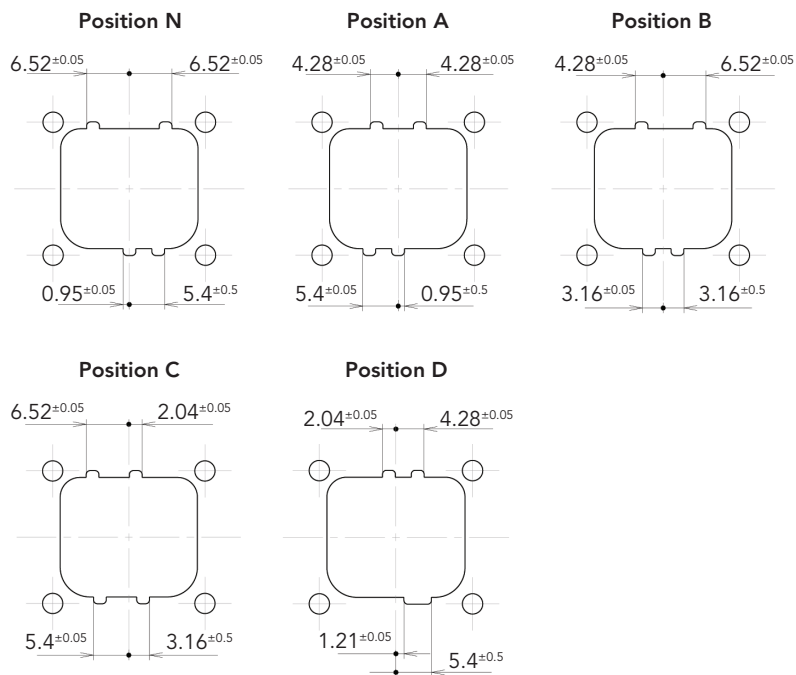 Position N
Position A
Position B
6.52±0.05 6.52±0.05
4.28±0.05 4.28±0.05
4.28±0.05 6.52±0.05
0.95±0.05 5.4±0.5
5.4±0.05 0.95±0.5
3.16±0.05 3.16±0.5
Position C
Position D
6.52±0.05 2.04±0.05
2.04±0.05 4.28±0.05
5.4±0.05 3.16±0.5
1.21±0.05
5.4±0.5